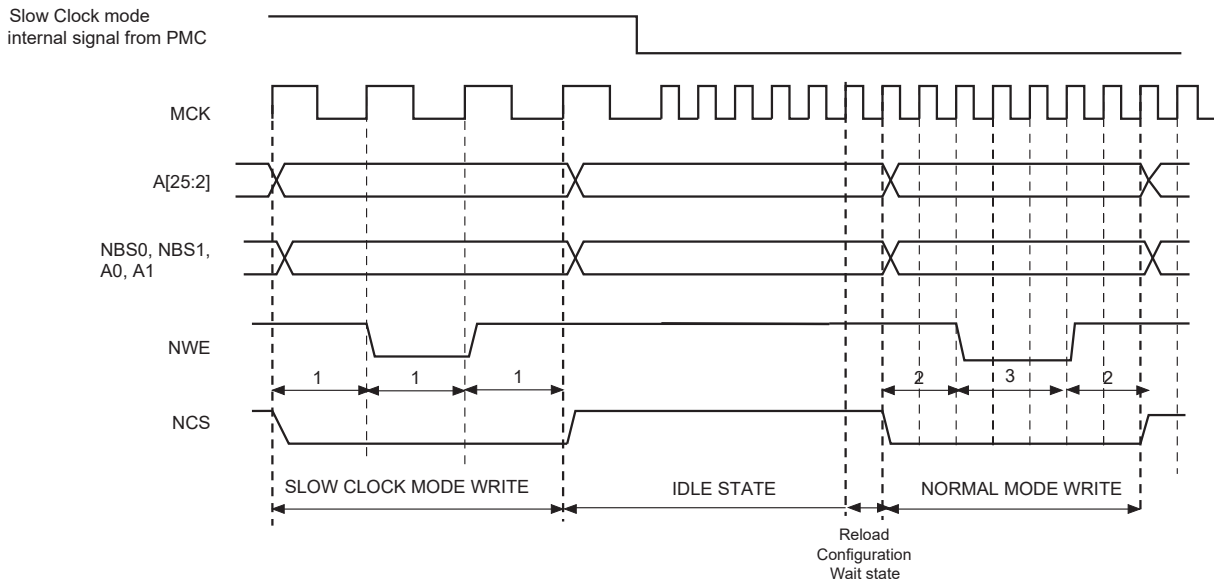 Slow Clock mode
internal signal from PMC
MCK
A[25:2]
NBS0, NBS1,
A0, A1
NWE
1 1 1 2 3 2
NCS
SLOW CLOCK MODE WRITE IDLE STATE NORMAL MODE WRITE
Reload
Configuration
Wait state